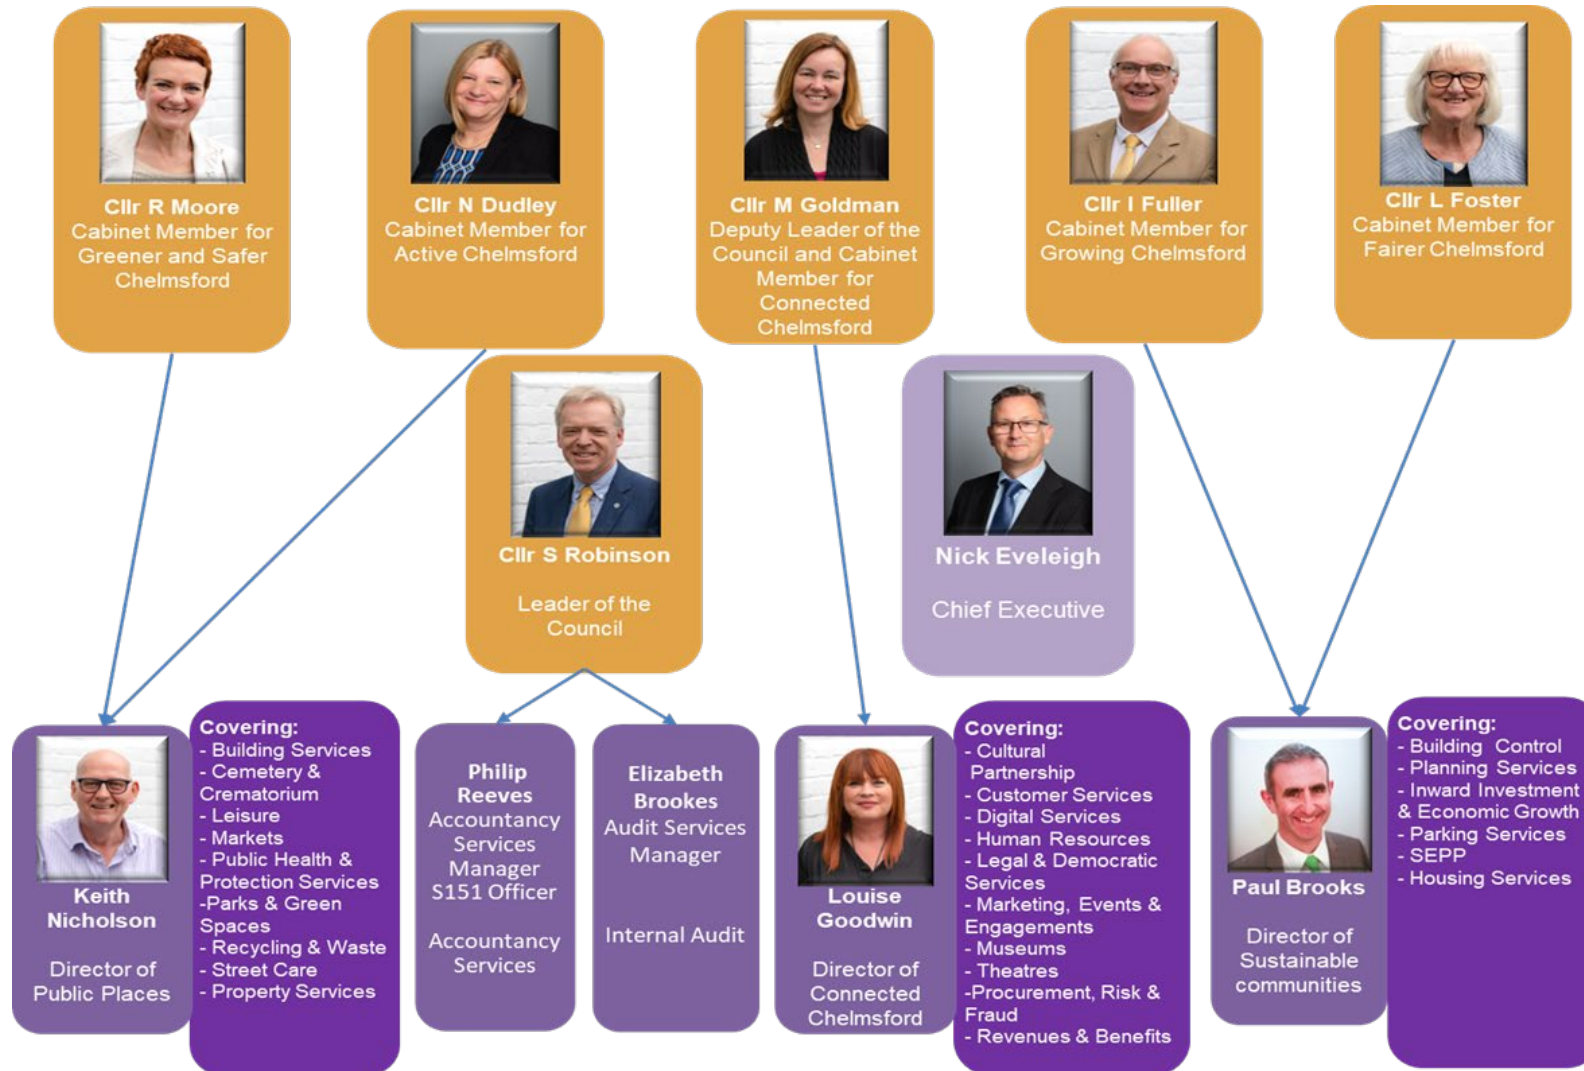 Cllr R Moore
Cabinet Member for
Greener and Safer
Chelmsford
Cllr N Dudley
Cabinet Member for
Active Chelmsford
Cllr M Goldman
Deputy Leader of the
Council and Cabinet
Member for
Connected
Chelmsford
Cllr I Fuller
Cabinet Member for
Growing Chelmsford
Cllr L Foster
Cabinet Member for
Fairer Chelmsford
Cllr S Robinson
Leader of the
Council
Nick Eveleigh
Chief Executive
Keith
Nicholson
Director of
Public Places
Covering:
- Building Services
- Cemetery &
Crematorium
- Leisure
- Markets
- Public Health &
Protection Services
-Parks & Green
Spaces
- Recycling & Waste
- Street Care
- Property Services
Philip
Reeves
Accountancy
Services
Manager
S151 Officer
Accountancy
Services
Elizabeth
Brookes
Audit Services
Manager
Internal Audit
Louise
Goodwin
Director of
Connected
Chelmsford
Covering:
- Cultural
Partnership
- Customer Services
- Digital Services
- Human Resources
- Legal & Democratic
Services
- Marketing, Events &
Engagements
- Museums
- Theatres
-Procurement, Risk &
Fraud
- Revenues & Benefits
Paul Brooks
Director of
Sustainable
communities
Covering:
- Building Control
- Planning Services
- Inward Investment
& Economic Growth
- Parking Services
- SEPP
- Housing Services